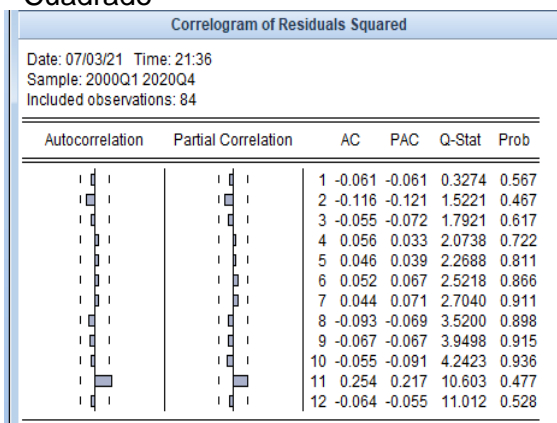 Cuadrado
Correlogram of Residuals Squared
Date: 07/03/21 Time: 21:36
Sample: 2000Q1 2020Q4
Included observations: 84
Autocorrelation Partial Correlation AC PAC Q-Stat Prob
1 -0.061 -0.061 0.3274 0.567
2 -0.116 -0.121 1.5221 0.467
3 -0.055 -0.072 1.7921 0.617
4 0.056 0.033 2.0738 0.722
5 0.046 0.039 2.2688 0.811
6 0.052 0.067 2.5218 0.866
7 0.044 0.071 2.7040 0.911
8 -0.093 -0.069 3.5200 0.898
9 -0.067 -0.067 3.9498 0.915
10 -0.055 -0.091 4.2423 0.936
11 0.254 0.217 10.603 0.477
12 -0.064 -0.055 11.012 0.528